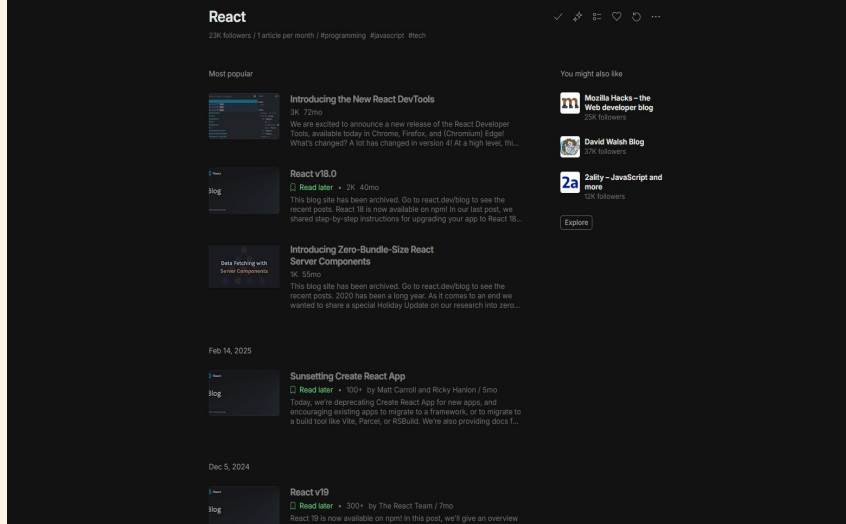 React
23K followers / 1 article per month / #programming #javascript #tech
Most popular
Introducing the New React DevTools
3K 72mo
We are excited to announce a new release of the React Developer
Tools, available today in Chrome, Firefox, and (Chromium) Edge!
What's changed? A lot has changed in version 4! At a high level, thi...
React
Blog
React v18.0
Read later • 2K 40mo
This blog site has been archived. Go to react.dev/blog to see the
recent posts. React 18 is now available on npm! In our last post, we
shared step-by-step instructions for upgrading your app to React 18...
Data Fetching with
Server Components
Introducing Zero-Bundle-Size React
Server Components
1K 55mo
This blog site has been archived. Go to react.dev/blog to see the
recent posts. 2020 has been a long year. As it comes to an end we
wanted to share a special Holiday Update on our research into zero...
Feb 14, 2025
React
Blog
Sunsetting Create React App
Read later • 100+ by Matt Carroll and Ricky Hanlon / 5mo
Today, we're deprecating Create React App for new apps, and
encouraging existing apps to migrate to a framework, or to migrate to
a build tool like Vite, Parcel, or RSBuild. We're also providing docs f...
Dec 5, 2024
React
Blog
React v19
Read later • 300+ by The React Team / 7mo
React 19 is now available on npm! In this post, we'll give an overview
You might also like
m
Mozilla Hacks – the
Web developer blog
25K followers
David Walsh Blog
37K followers
2a
2ality – JavaScript and
more
12K followers
Explore